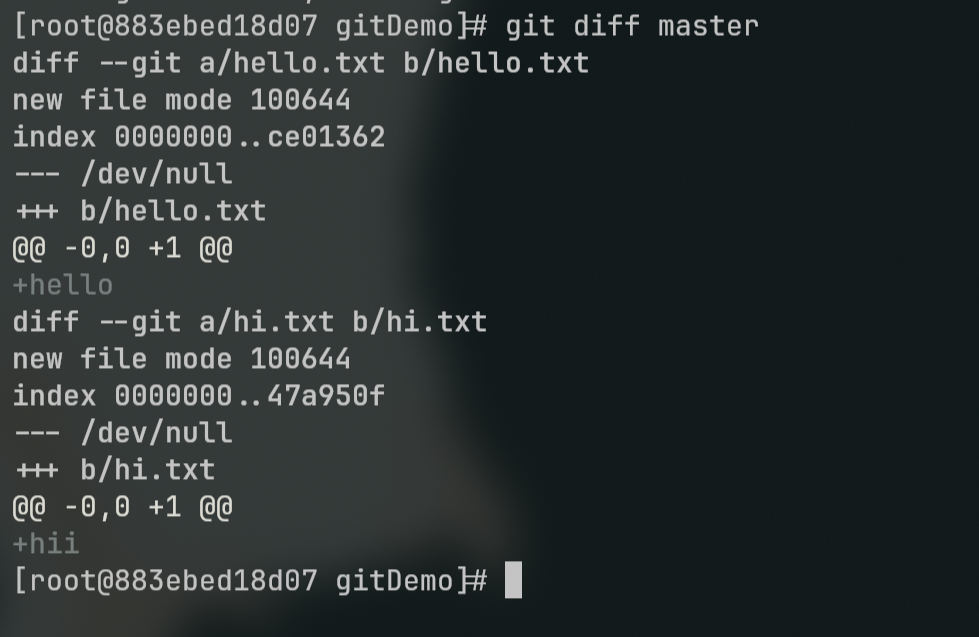 [root@883ebed18d07 gitDemo]# git diff master
diff --git a/hello.txt b/hello.txt
new file mode 100644
index 0000000..ce01362
--- /dev/null
+++ b/hello.txt
@@ -0,0 +1 @@
+hello
diff --git a/hi.txt b/hi.txt
new file mode 100644
index 0000000..47a950f
--- /dev/null
+++ b/hi.txt
@@ -0,0 +1 @@
+hii
[root@883ebed18d07 gitDemo]#